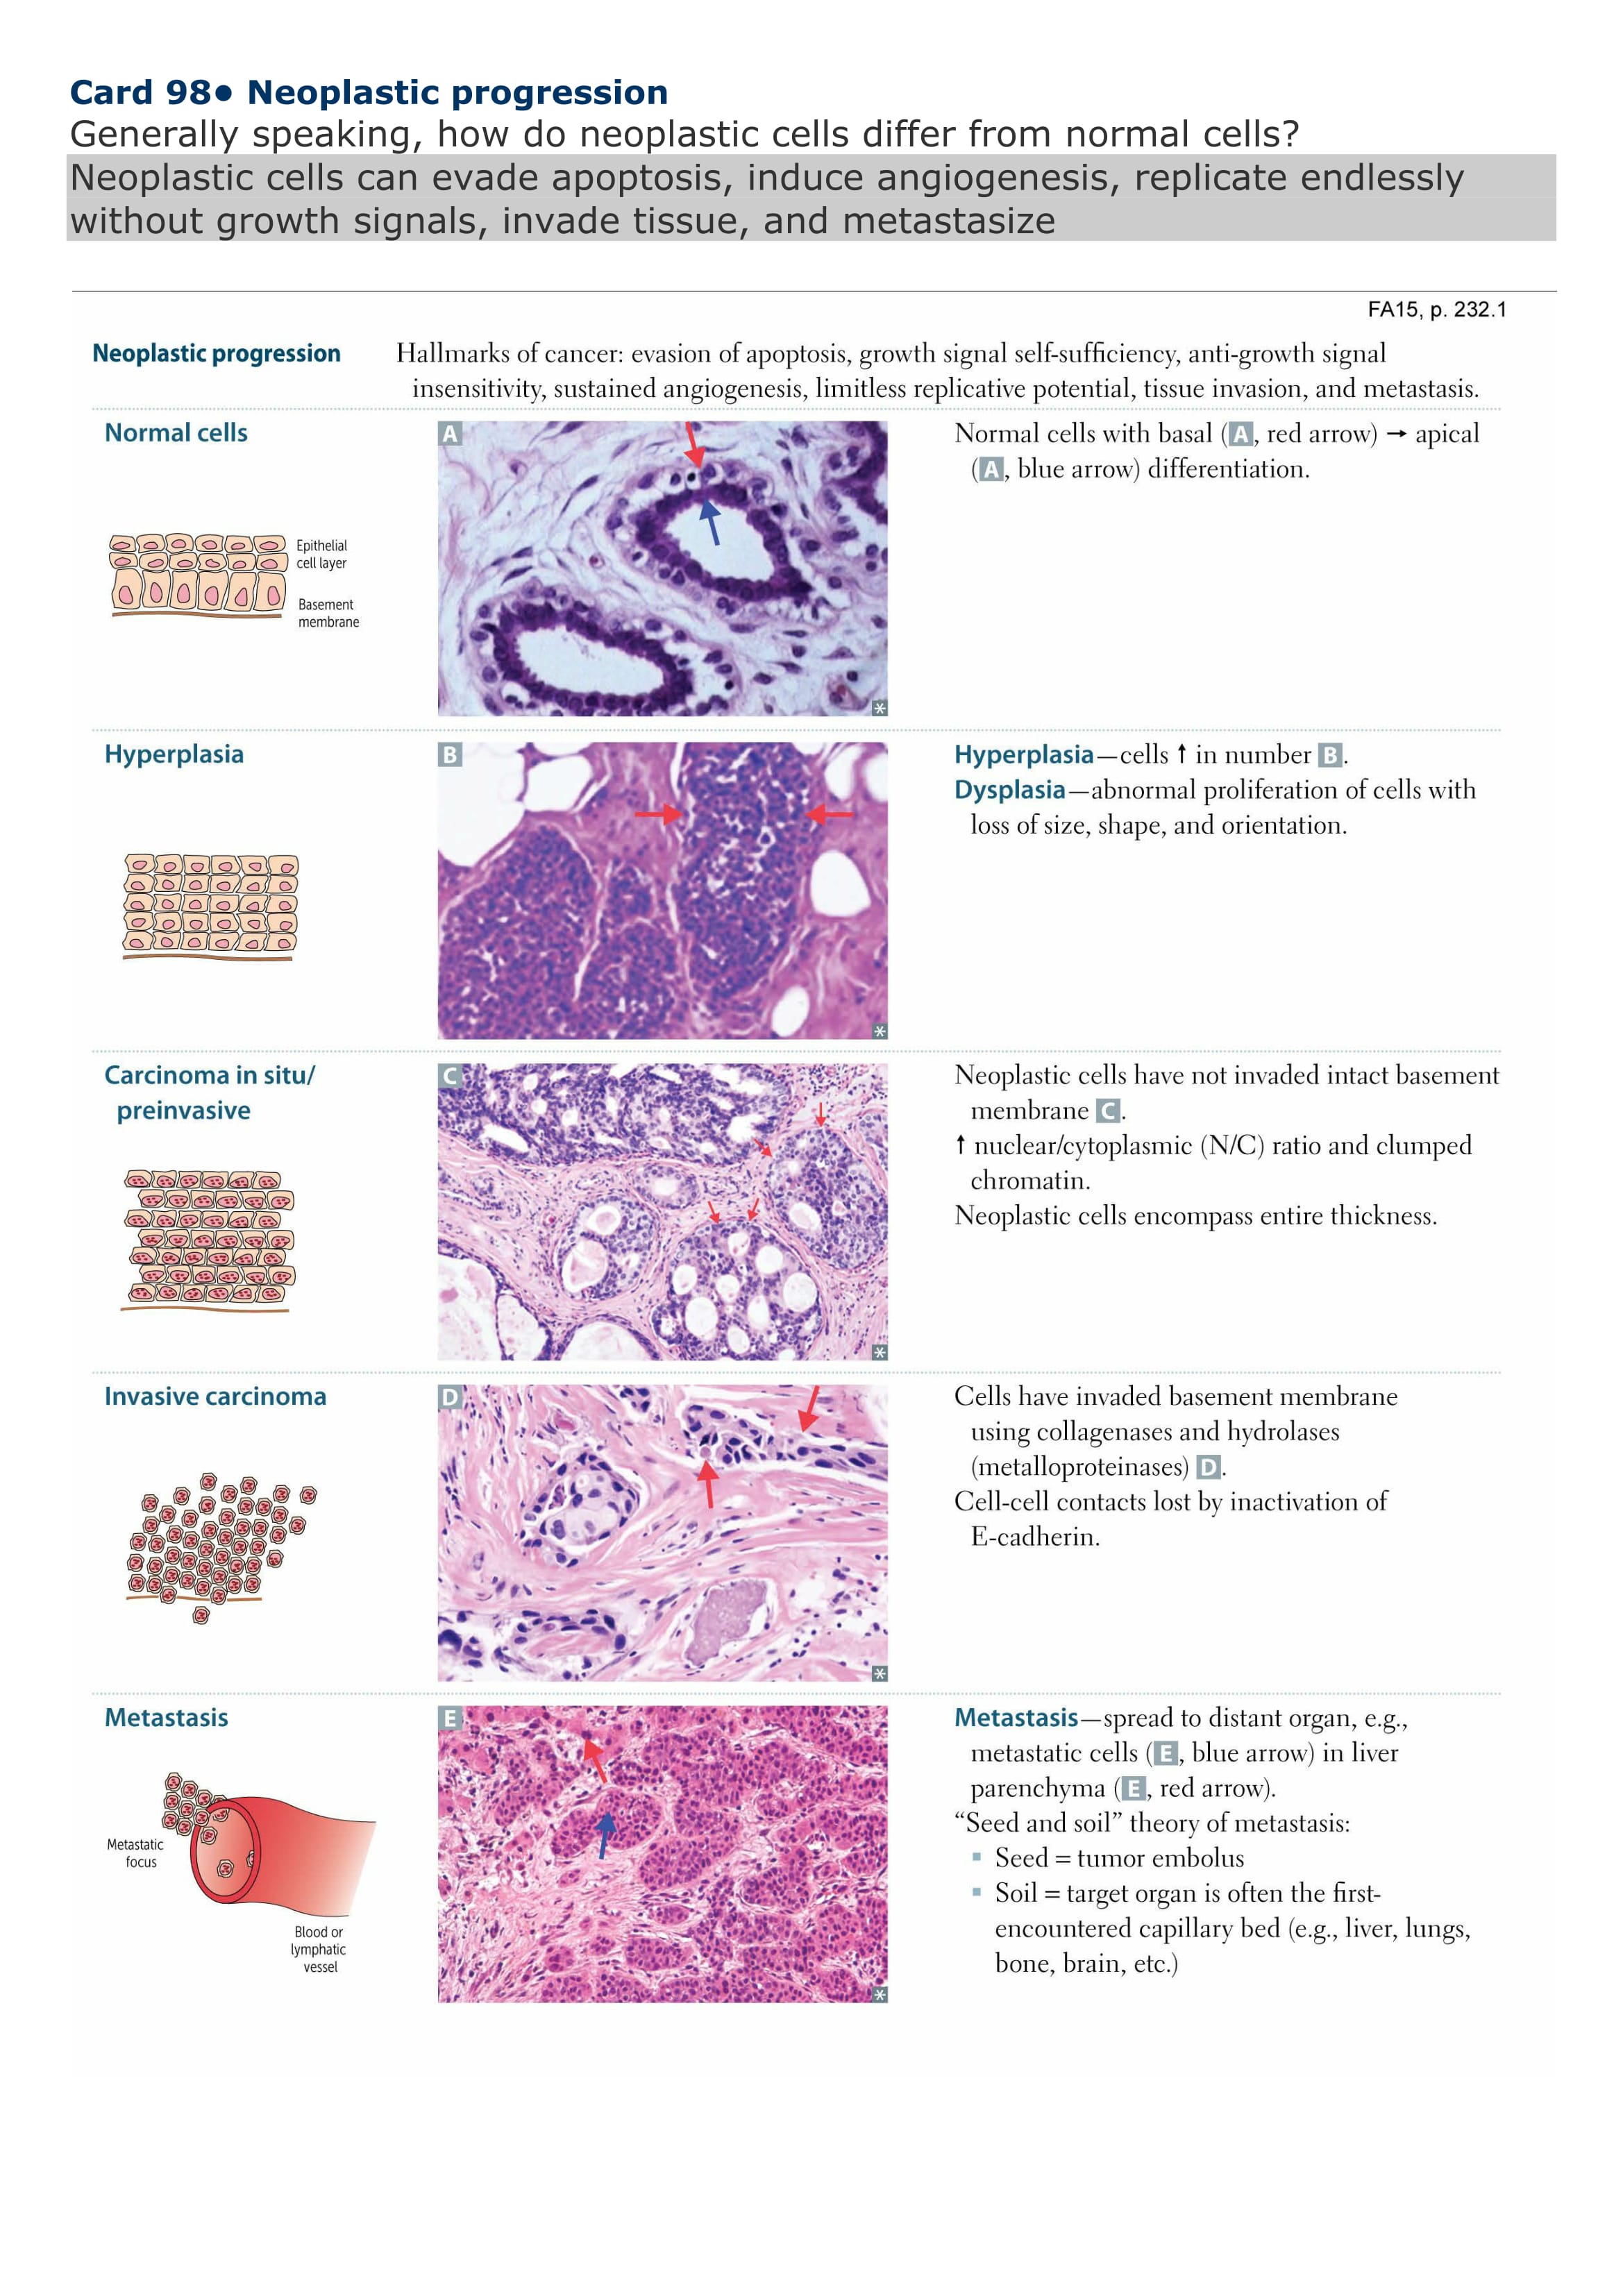 Card 98● Neoplastic progression
Generally speaking, how do neoplastic cells differ from normal cells?
Neoplastic cells can evade apoptosis, induce angiogenesis, replicate endlessly
without growth signals, invade tissue, and metastasize
FA15, p. 232.1
Neoplastic progression
Hallmarks of cancer: evasion of apoptosis, growth signal self-sufficiency, anti-growth signal
insensitivity, sustained angiogenesis, limitless replicative potential, tissue invasion, and metastasis.
Normal cells
Epithelial
cell layer
Basement
membrane
A
*
Normal cells with basal (A, red arrow) → apical
(A, blue arrow) differentiation.
Hyperplasia
B
*
Hyperplasia—cells ↑ in number B.
Dysplasia—abnormal proliferation of cells with
loss of size, shape, and orientation.
Carcinoma in situ/
preinvasive
C
*
Neoplastic cells have not invaded intact basement
membrane C.
↑ nuclear/cytoplasmic (N/C) ratio and clumped
chromatin.
Neoplastic cells encompass entire thickness.
Invasive carcinoma
D
*
Cells have invaded basement membrane
using collagenases and hydrolases
(metalloproteinases) D.
Cell-cell contacts lost by inactivation of
E-cadherin.
Metastasis
Metastatic
focus
Blood or
lymphatic
vessel
E
*
Metastasis—spread to distant organ, e.g.,
metastatic cells (E, blue arrow) in liver
parenchyma (E, red arrow).
“Seed and soil” theory of metastasis:
▪ Seed = tumor embolus
▪ Soil = target organ is often the first-
encountered capillary bed (e.g., liver, lungs,
bone, brain, etc.)